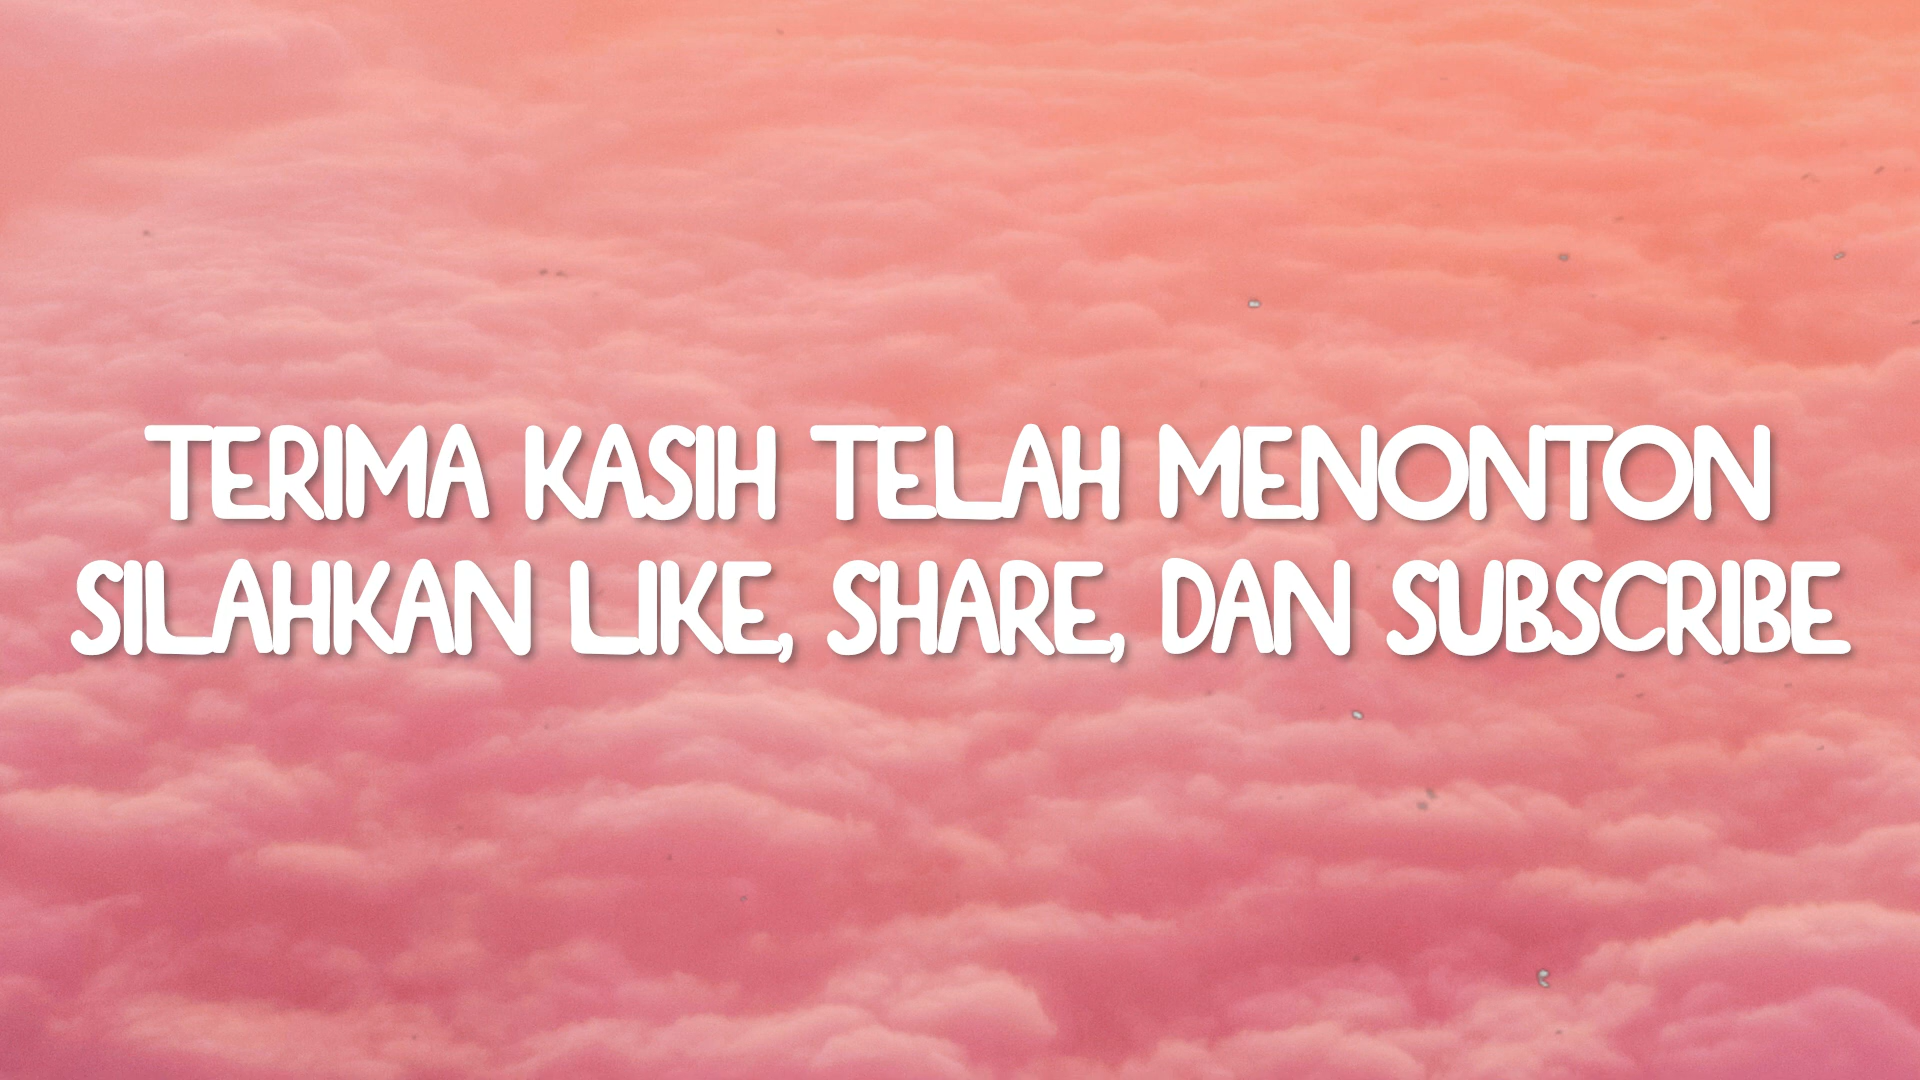 TERIMA KASIH TELAH MENONTON
SILAHKAN LIKE, SHARE, DAN SUBSCRIBE